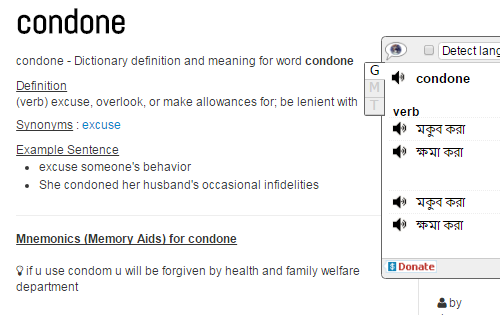 condone
condone - Dictionary definition and meaning for word condone
Definition
(verb) excuse, overlook, or make allowances for; be lenient with
Synonyms : excuse
Example Sentence
excuse someone's behavior
She condoned her husband's occasional infidelities
Mnemonics (Memory Aids) for condone
if u use condom u will be forgiven by health and family welfare
department
Detect lang
G
M
T
condone
verb
মকুব করা
ক্ষমা করা
মকুব করা
ক্ষমা করা
Donate
by